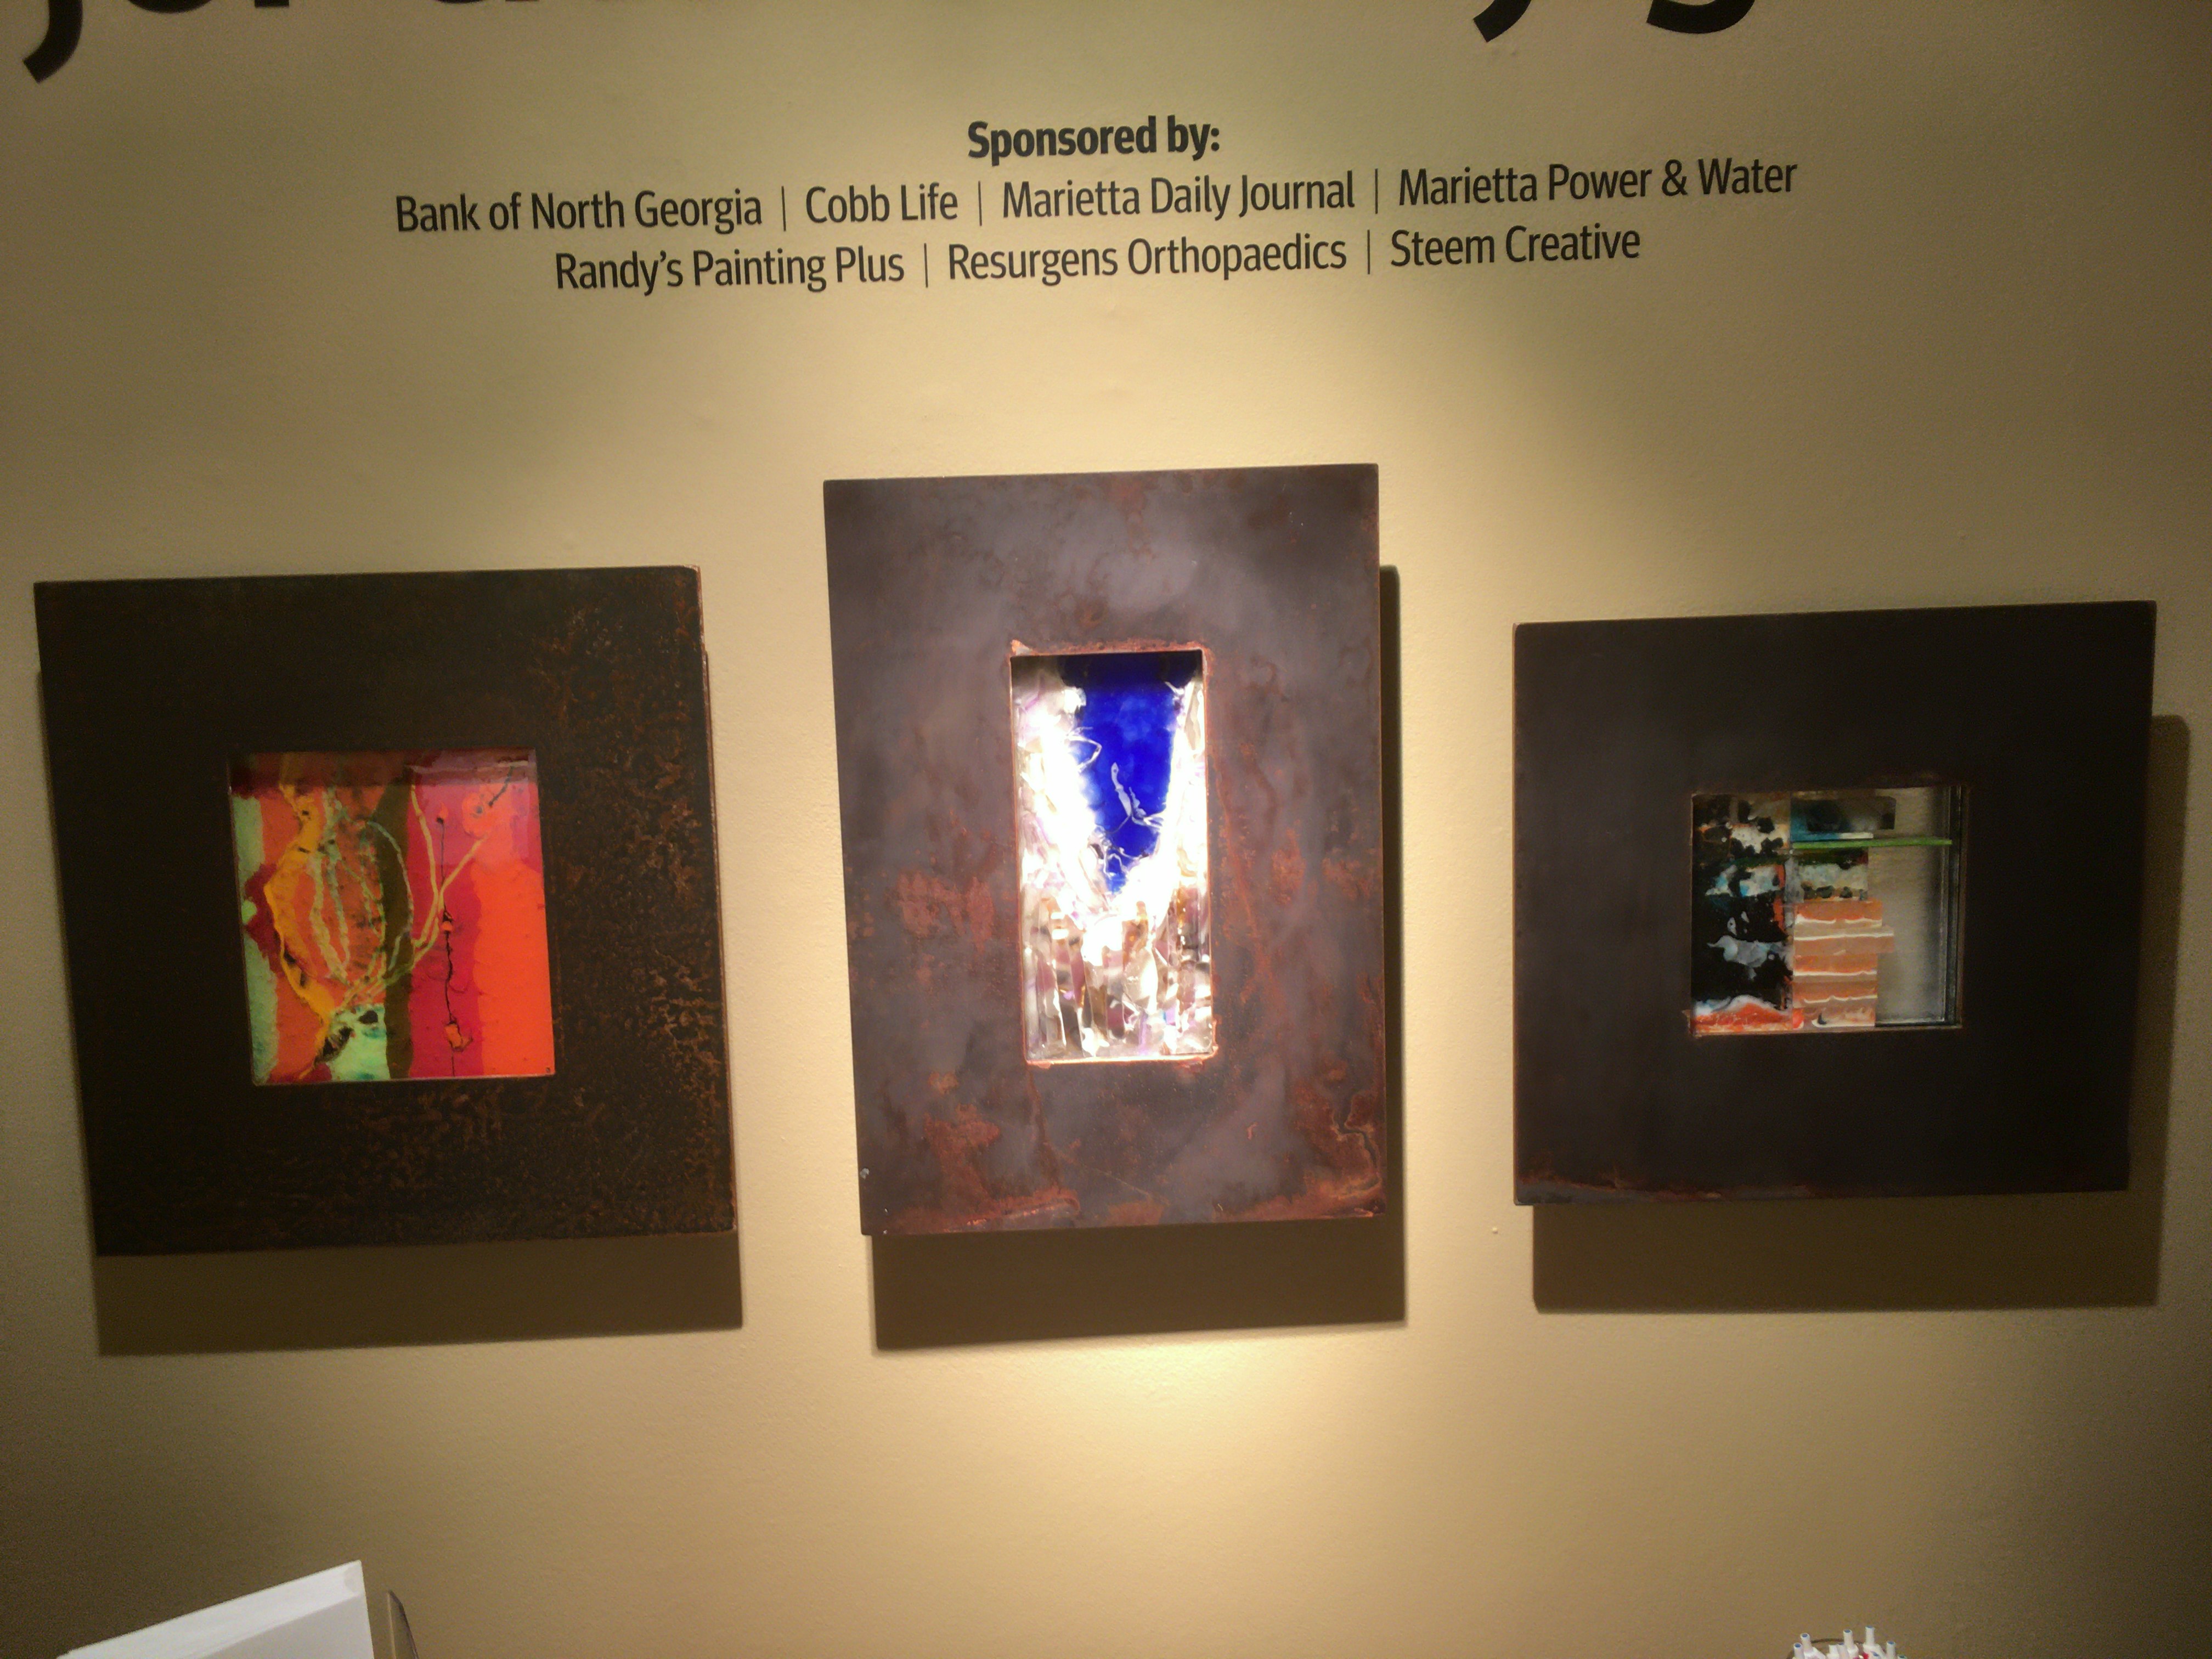 Sponsored by:
Bank of North Georgia | Cobb Life | Marietta Daily Journal | Marietta Power & Water
Randy's Painting Plus | Resurgens Orthopaedics | Steem Creative